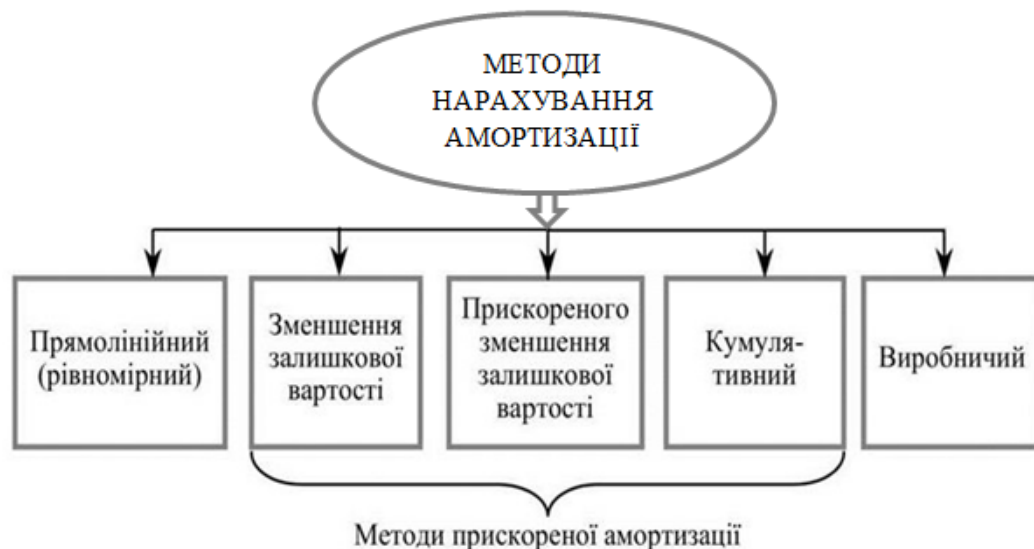 МЕТОДИ
НАРАХУВАННЯ
АМОРТИЗАЦІЇ
Прямолінійний
(рівномірний)
Зменшення
залишкової
вартості
Прискореного
зменшення
залишкової
вартості
Кумуля-
тивний
Виробничий
Методи прискореної амортизації